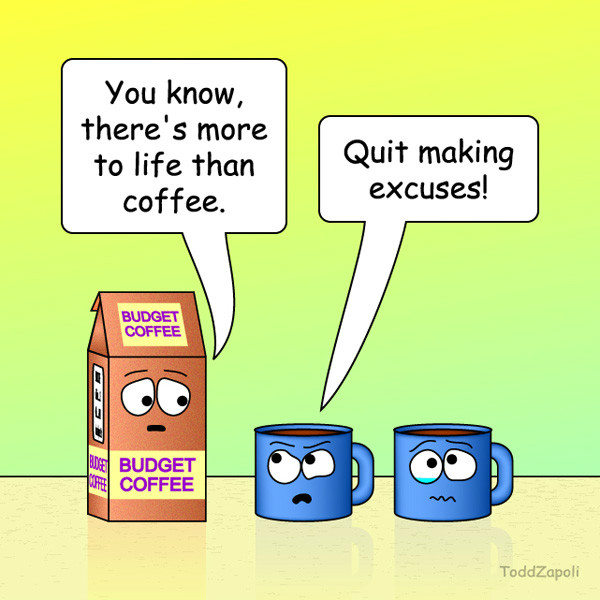 You know,
there's more
to life than
coffee.
Quit making
excuses!
BUDGET
COFFEE
BUDGET
COFFEE
BUDGET
COFFEE
ToddZapoli